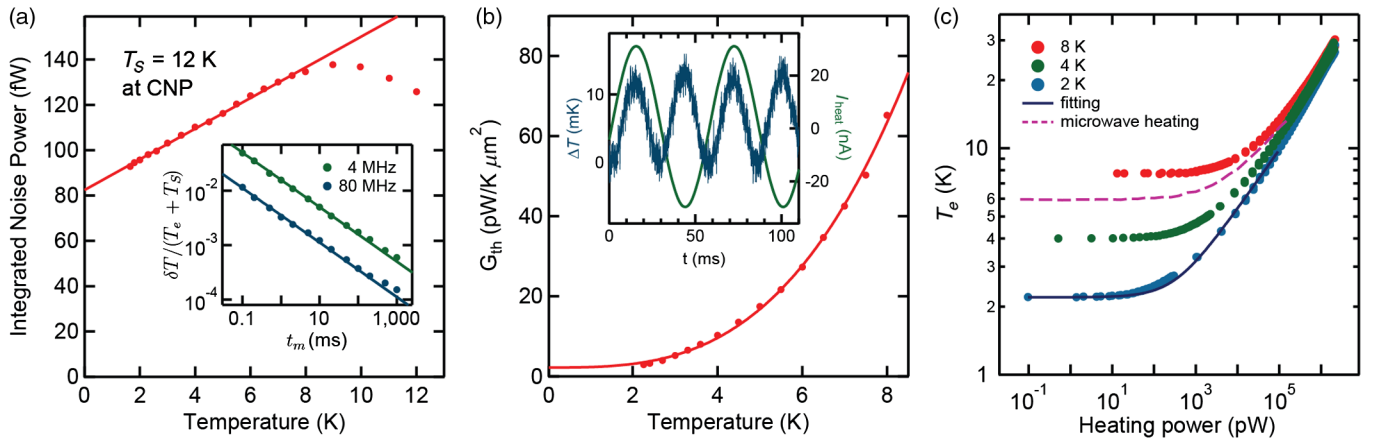 (a)
Integrated Noise Power (fW)
140
120
100
80
60
40
20
0
T_S = 12 K
at CNP
δT/(T_e + T_S)
10^-2
10^-3
10^-4
4 MHz
80 MHz
0.1
10
1,000
t_m (ms)
0 2 4 6 8 10 12
Temperature (K)
(b)
G_th (pW/K μm^2)
80
60
40
20
0
ΔT (mK)
10
0
I_heat (nA)
20
0
-20
0 50 100
t (ms)
0 2 4 6 8
Temperature (K)
(c)
T_e (K)
3
2
10
6
5
4
3
2
1
8 K
4 K
2 K
fitting
microwave heating
10^-1 10^1 10^3 10^5
Heating power (pW)